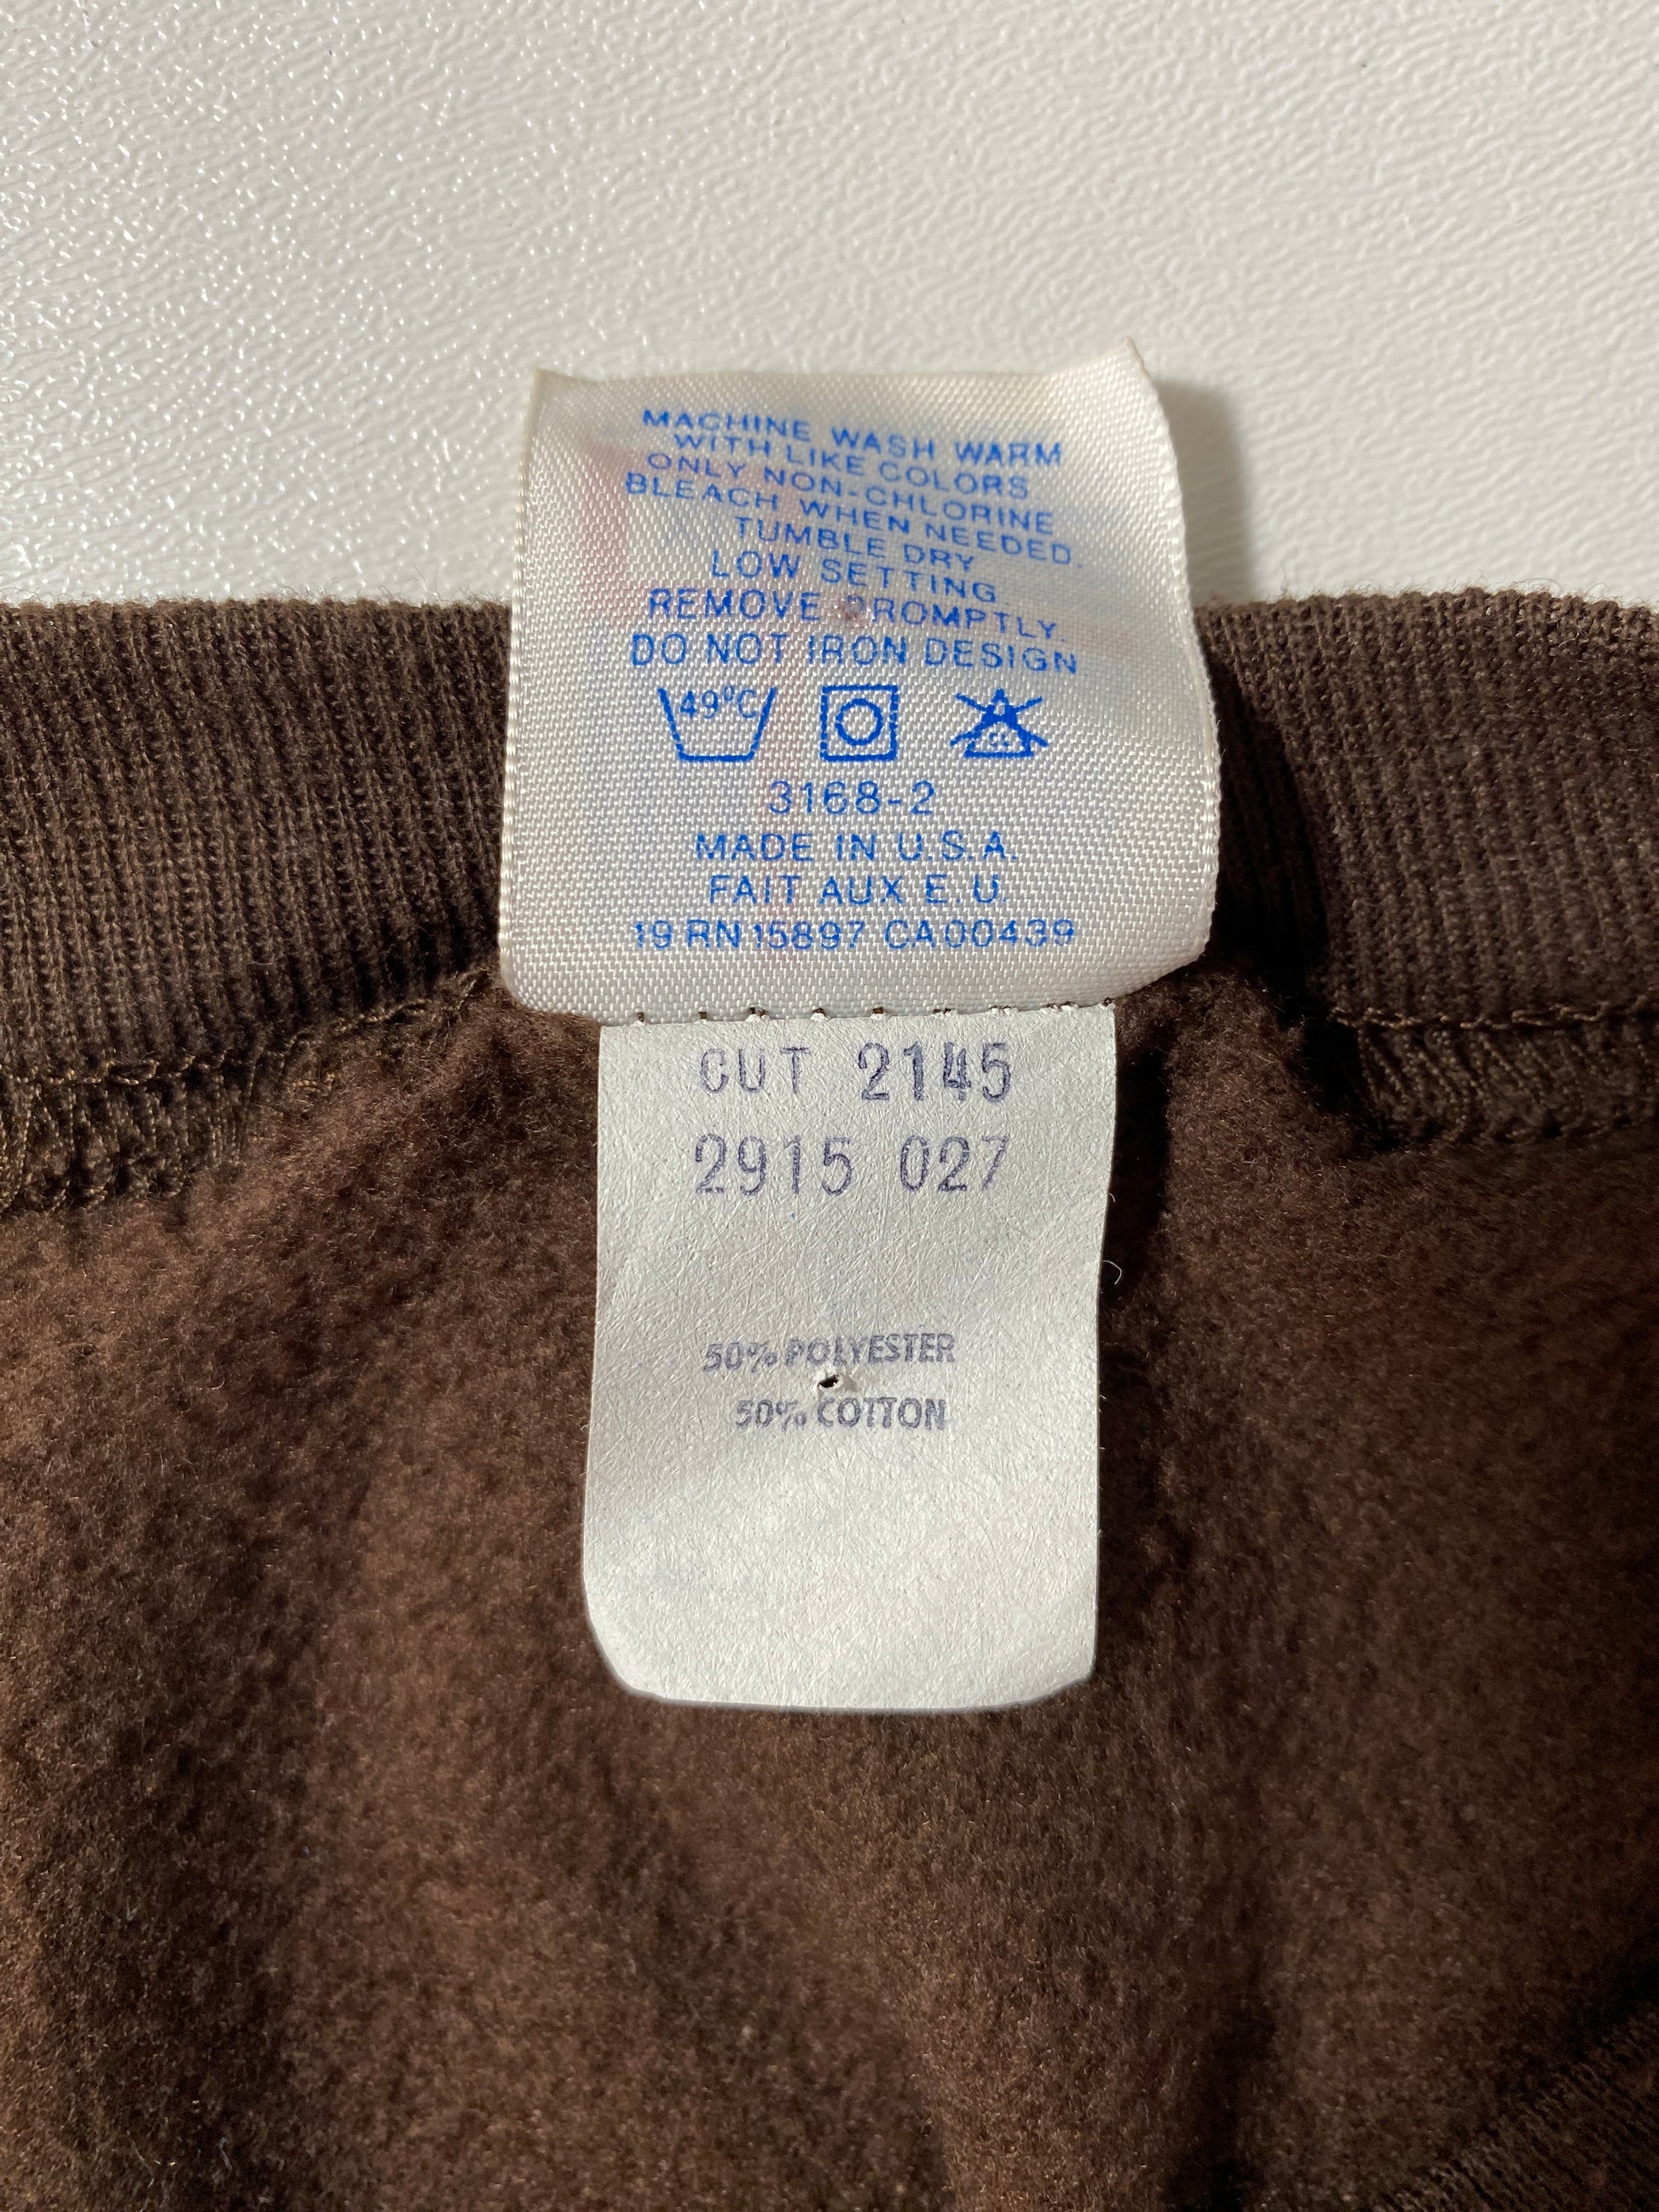 MACHINE WASH WARM
WITH LIKE COLORS.
ONLY NON-CHLORINE
BLEACH WHEN NEEDED.
TUMBLE DRY
LOW SETTING
REMOVE PROMPTLY.
DO NOT IRON DESIGN
49°C CL
3168-2
MADE IN U.S.A.
FAIT AUX E.U.
19 RN 15897 CA00439
CUT 2145
2915 027
50% POLYESTER
50% COTTON